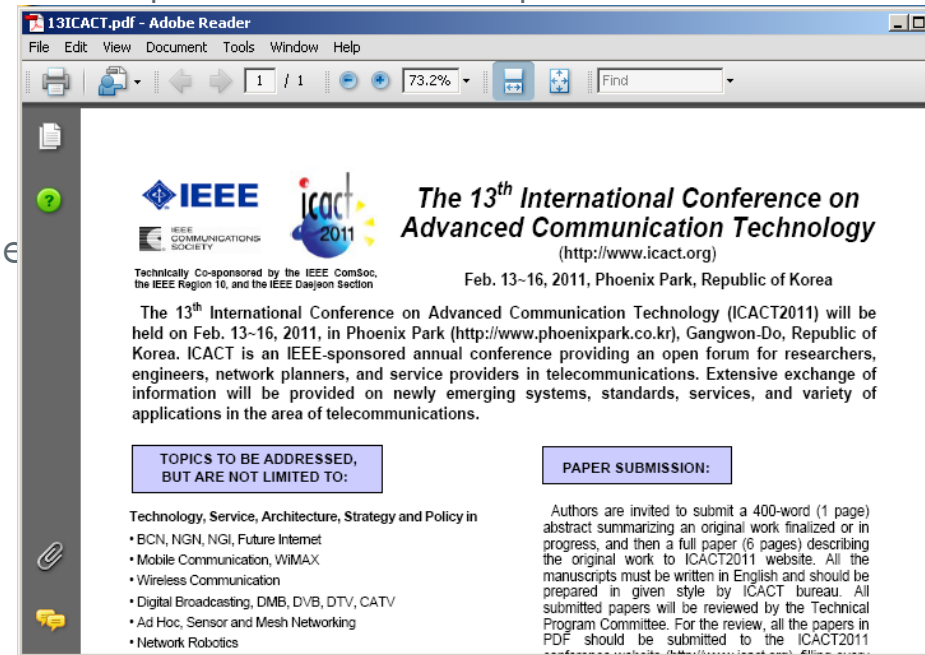 13ICACT.pdf - Adobe Reader
File Edit View Document Tools Window Help
1 / 1 73.2% Find
IEEE
IEEE
COMMUNICATIONS
SOCIETY
icact
2011
Technically Co-sponsored by the IEEE ComSoc,
the IEEE Region 10, and the IEEE Daejeon Section
The 13th International Conference on
Advanced Communication Technology
(http://www.icact.org)
Feb. 13~16, 2011, Phoenix Park, Republic of Korea
The 13th International Conference on Advanced Communication Technology (ICACT2011) will be
held on Feb. 13~16, 2011, in Phoenix Park (http://www.phoenixpark.co.kr), Gangwon-Do, Republic of
Korea. ICACT is an IEEE-sponsored annual conference providing an open forum for researchers,
engineers, network planners, and service providers in telecommunications. Extensive exchange of
information will be provided on newly emerging systems, standards, services, and variety of
applications in the area of telecommunications.
TOPICS TO BE ADDRESSED,
BUT ARE NOT LIMITED TO:
Technology, Service, Architecture, Strategy and Policy in
• BCN, NGN, NGI, Future Internet
• Mobile Communication, WiMAX
• Wireless Communication
• Digital Broadcasting, DMB, DVB, DTV, CATV
• Ad Hoc, Sensor and Mesh Networking
• Network Robotics
PAPER SUBMISSION:
Authors are invited to submit a 400-word (1 page)
abstract summarizing an original work finalized or in
progress, and then a full paper (6 pages) describing
the original work to ICACT2011 website. All the
manuscripts must be written in English and should be
prepared in given style by ICACT bureau. All
submitted papers will be reviewed by the Technical
Program Committee. For the review, all the papers in
PDF should be submitted to the ICACT2011